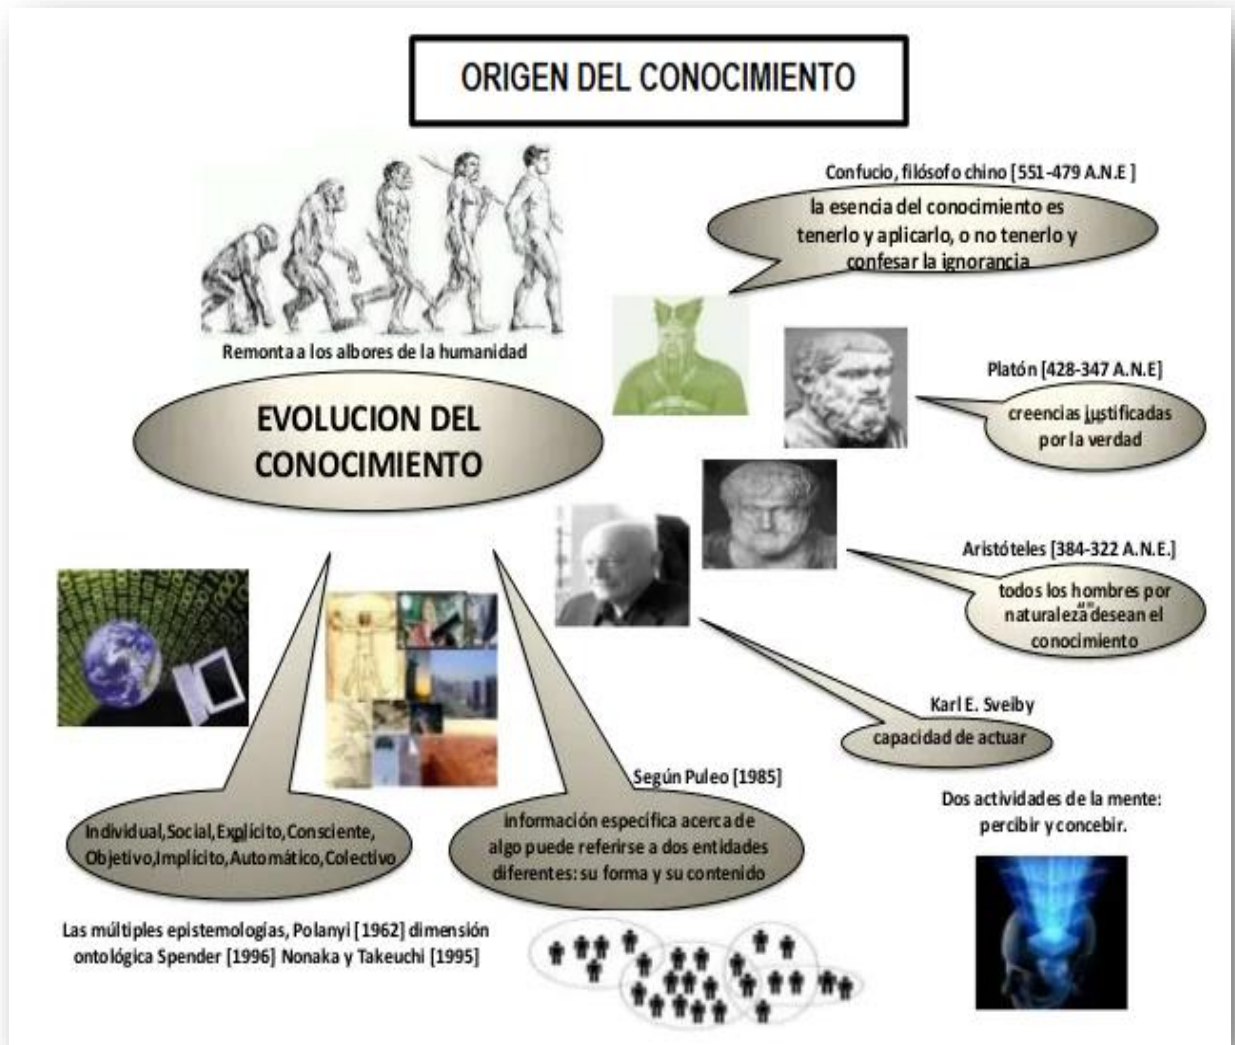 ORIGEN DEL CONOCIMIENTO
Confucio, filósofo chino [551-479 A.N.E ]
la esencia del conocimiento es
tenerlo y aplicarlo, o no tenerlo y
confesar la ignorancia
Remonta a los albores de la humanidad
EVOLUCION DEL
CONOCIMIENTO
Platón [428-347 A.N.E]
creencias justificadas
por la verdad
Aristóteles [384-322 A.N.E.]
todos los hombres por
naturaleza desean el
conocimiento
Karl E. Sveiby
capacidad de actuar
Según Puleo [1985]
información específica acerca de
algo puede referirse a dos entidades
diferentes: su forma y su contenido
Individual,Social,Explícito,Consciente,
Objetivo,Implícito,Automático,Colectivo
Las múltiples epistemologías, Polanyi [1962] dimensión
ontológica Spender [1996] Nonaka y Takeuchi [1995]
Dos actividades de la mente:
percibir y concebir.